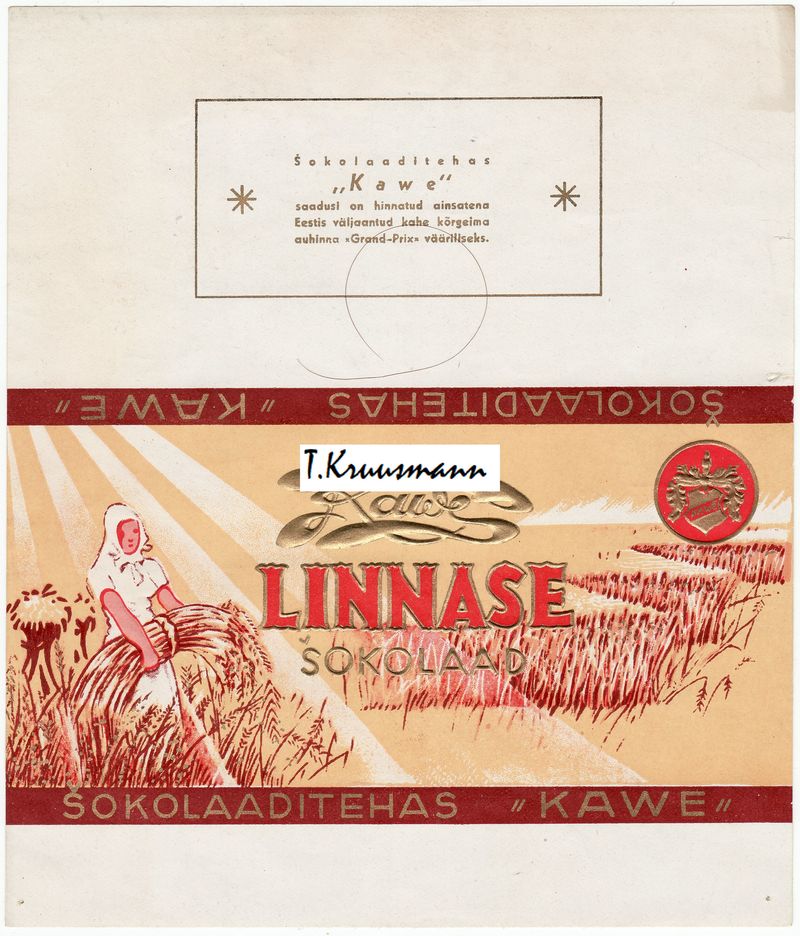 Šokolaaditehas
„Kawe“
saadusi on hinnatud ainsatena
Eestis väljaantud kahe kõrgeima
auhinna »Grand-Prix» vääriliseks.
ŠOKOLAADITEHAS „KAWE“
T.Kruusmann
Kawe
LINNASE
ŠOKOLAAD
ŠOKOLAADITEHAS „KAWE“